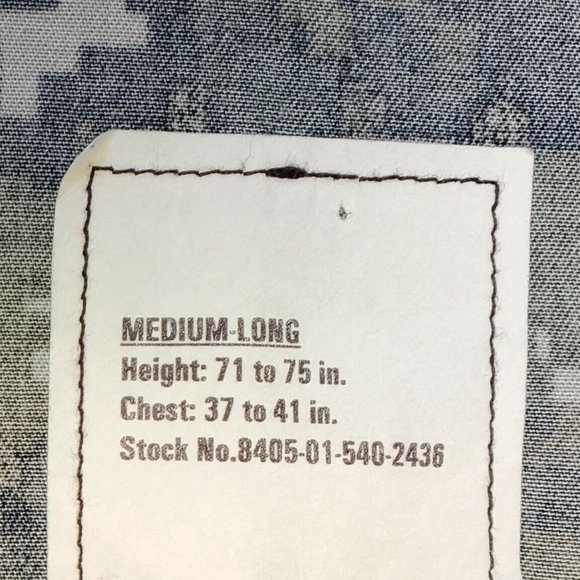 MEDIUM-LONG
Height: 71 to 75 in.
Chest: 37 to 41 in.
Stock No.8405-01-540-2436